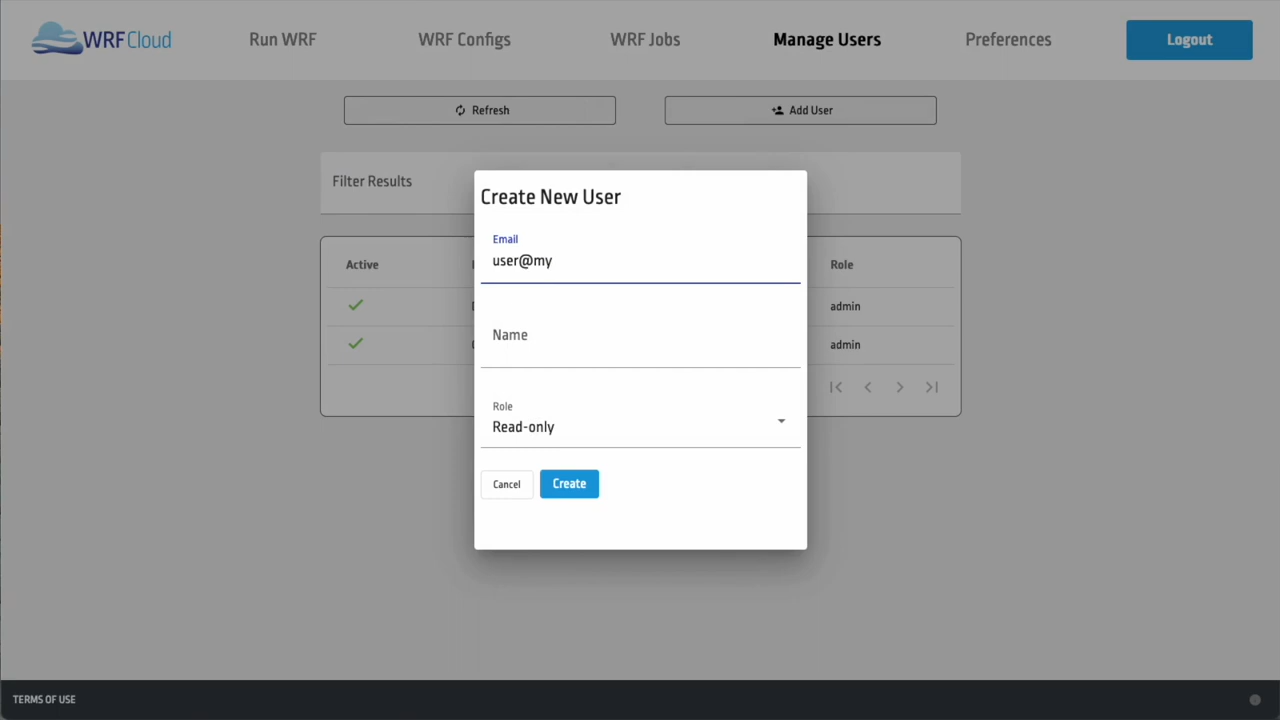 WRF Cloud
Run WRF
WRF Configs
WRF Jobs
Manage Users
Preferences
Logout
Refresh
Add User
Filter Results
Create New User
Email
user@my
Name
Role
Read-only
Cancel
Create
Active
Role
admin
admin
TERMS OF USE